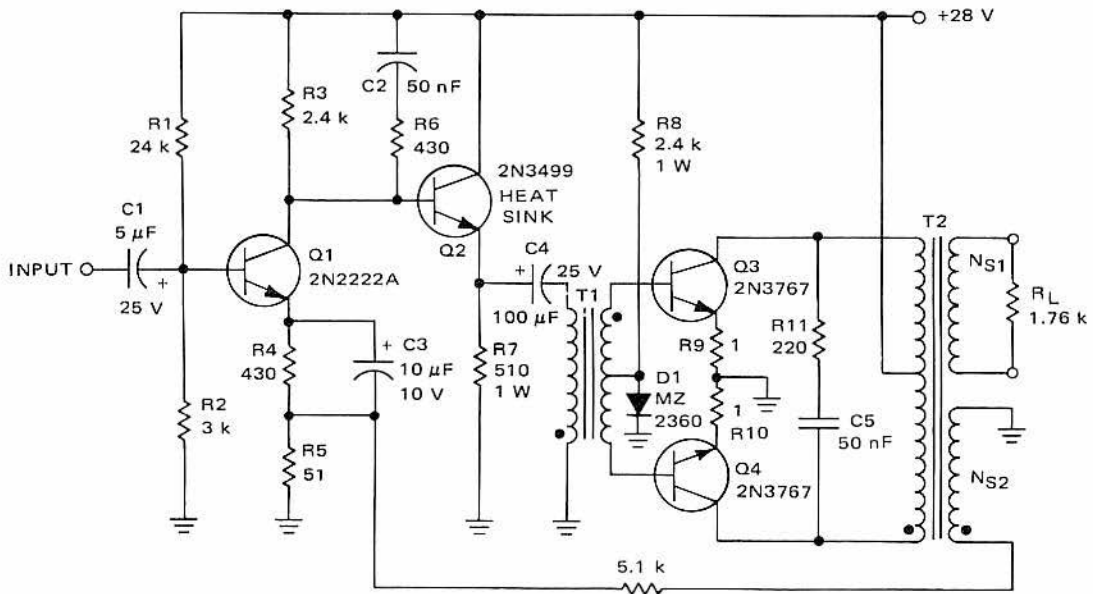 +28 V
C2
50 nF
R3
2.4 k
R1
24 k
R6
430
R8
2.4 k
1 W
2N3499
HEAT
SINK
Q2
C1
5 µF
+
25 V
INPUT
Q1
2N2222A
C4
+
25 V
100 µF
T1
Q3
2N3767
T2
NS1
RL
1.76 k
R9
1
R11
220
R4
430
+
C3
10 µF
10 V
R7
510
1 W
D1
MZ
2360
1
R10
C5
50 nF
R2
3 k
R5
51
Q4
2N3767
NS2
5.1 k